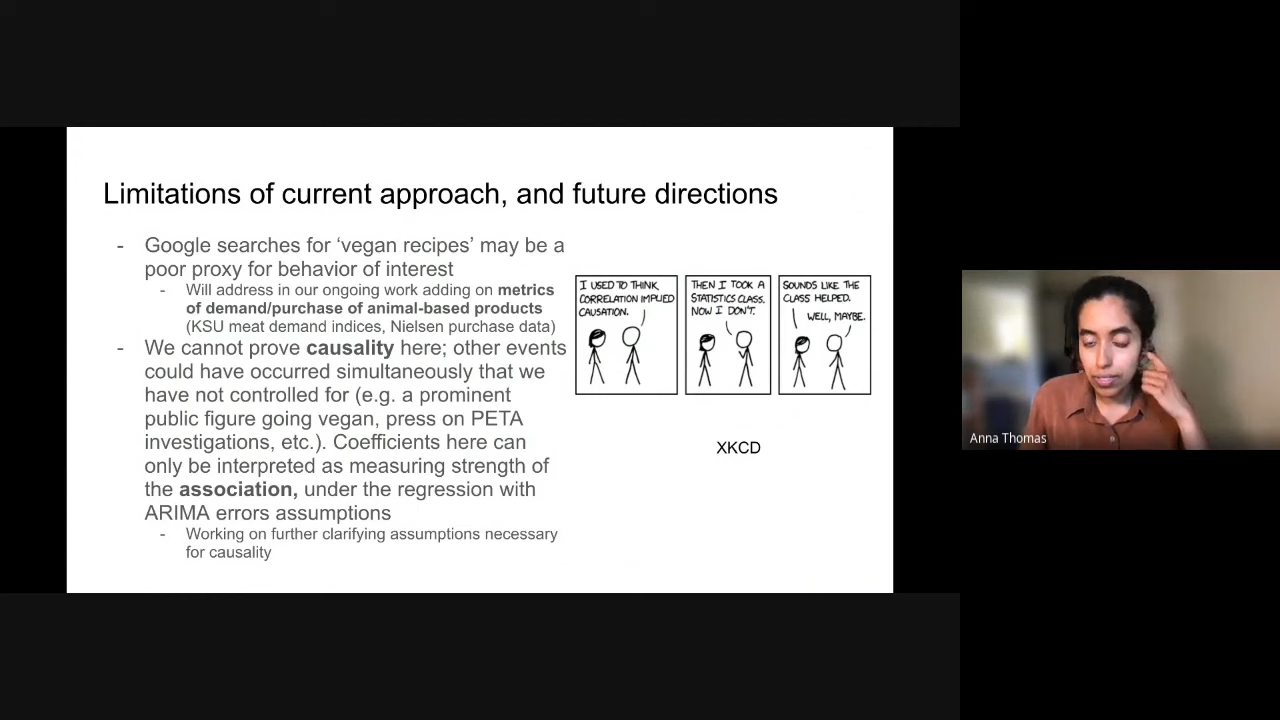 Limitations of current approach, and future directions
- Google searches for ‘vegan recipes’ may be a
poor proxy for behavior of interest
- Will address in our ongoing work adding on metrics
of demand/purchase of animal-based products
(KSU meat demand indices, Nielsen purchase data)
- We cannot prove causality here; other events
could have occurred simultaneously that we
have not controlled for (e.g. a prominent
public figure going vegan, press on PETA
investigations, etc.). Coefficients here can
only be interpreted as measuring strength of
the association, under the regression with
ARIMA errors assumptions
- Working on further clarifying assumptions necessary
for causality
I USED TO THINK
CORRELATION IMPLIED
CAUSATION.
THEN I TOOK A
STATISTICS CLASS.
NOW I DON'T.
SOUNDS LIKE THE
CLASS HELPED.
WELL, MAYBE.
XKCD
Anna Thomas